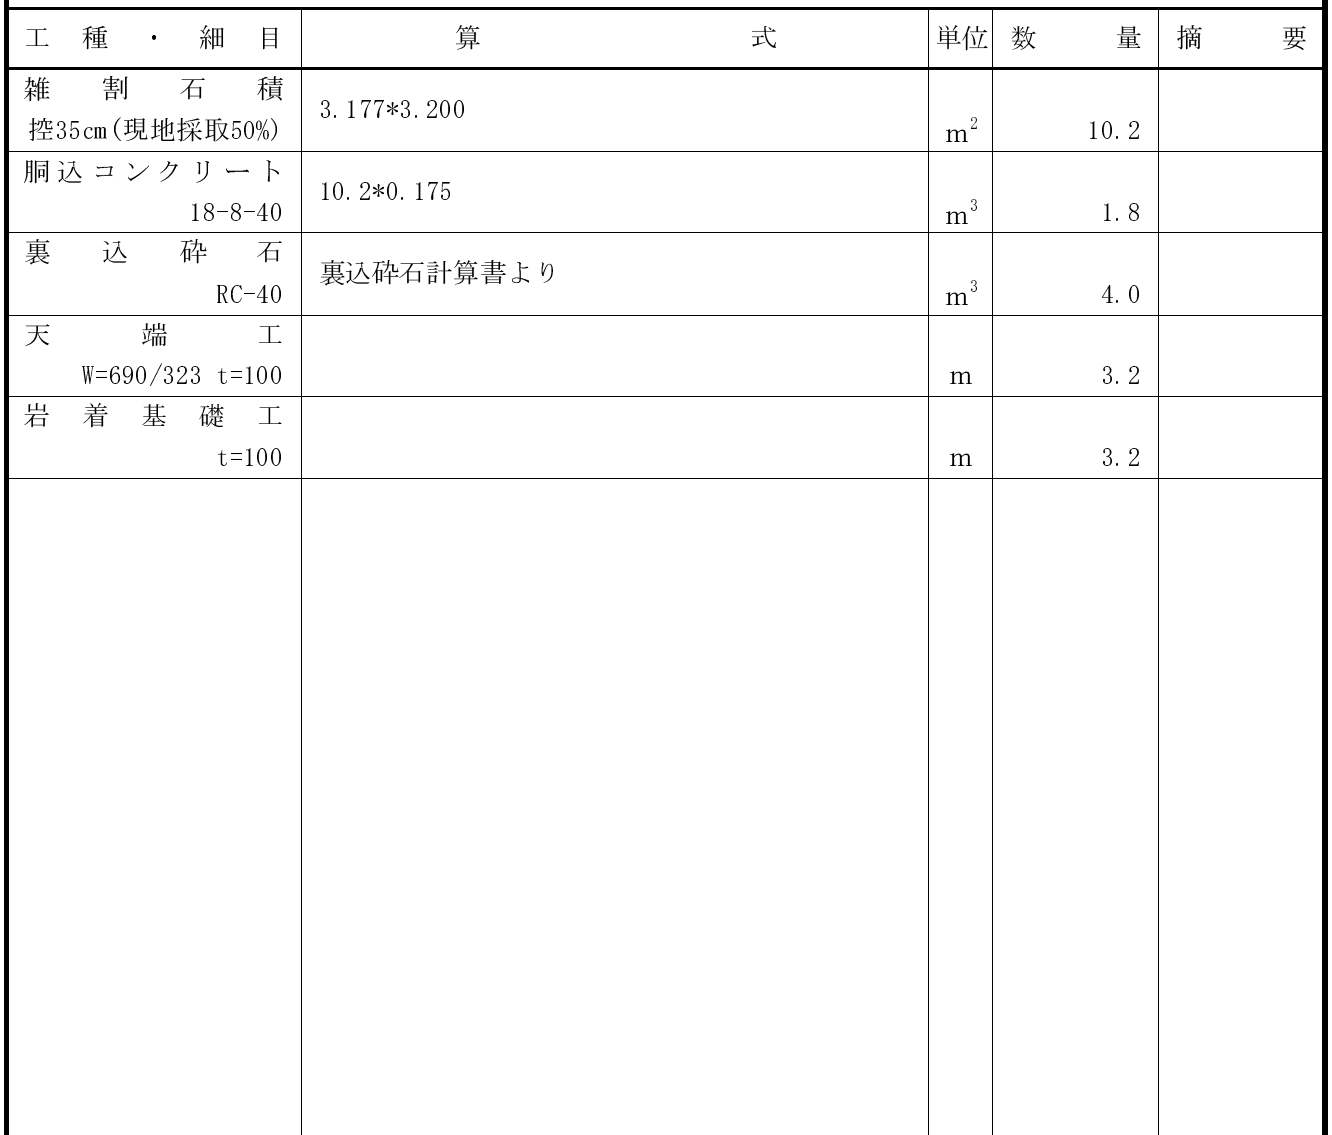 工種・細目 算式 単位 数量 摘要
雑割石積
控35cm(現地採取50%) 3.177*3.200 m² 10.2
胴込コンクリート
18-8-40 10.2*0.175 m³ 1.8
裏込砕石
RC-40 裏込砕石計算書より m³ 4.0
天端工
W=690/323 t=100 m 3.2
岩着基礎工
t=100 m 3.2